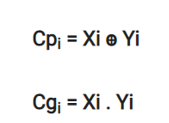 Cpᵢ = Xi ⊕ Yi
Cgᵢ = Xi . Yi